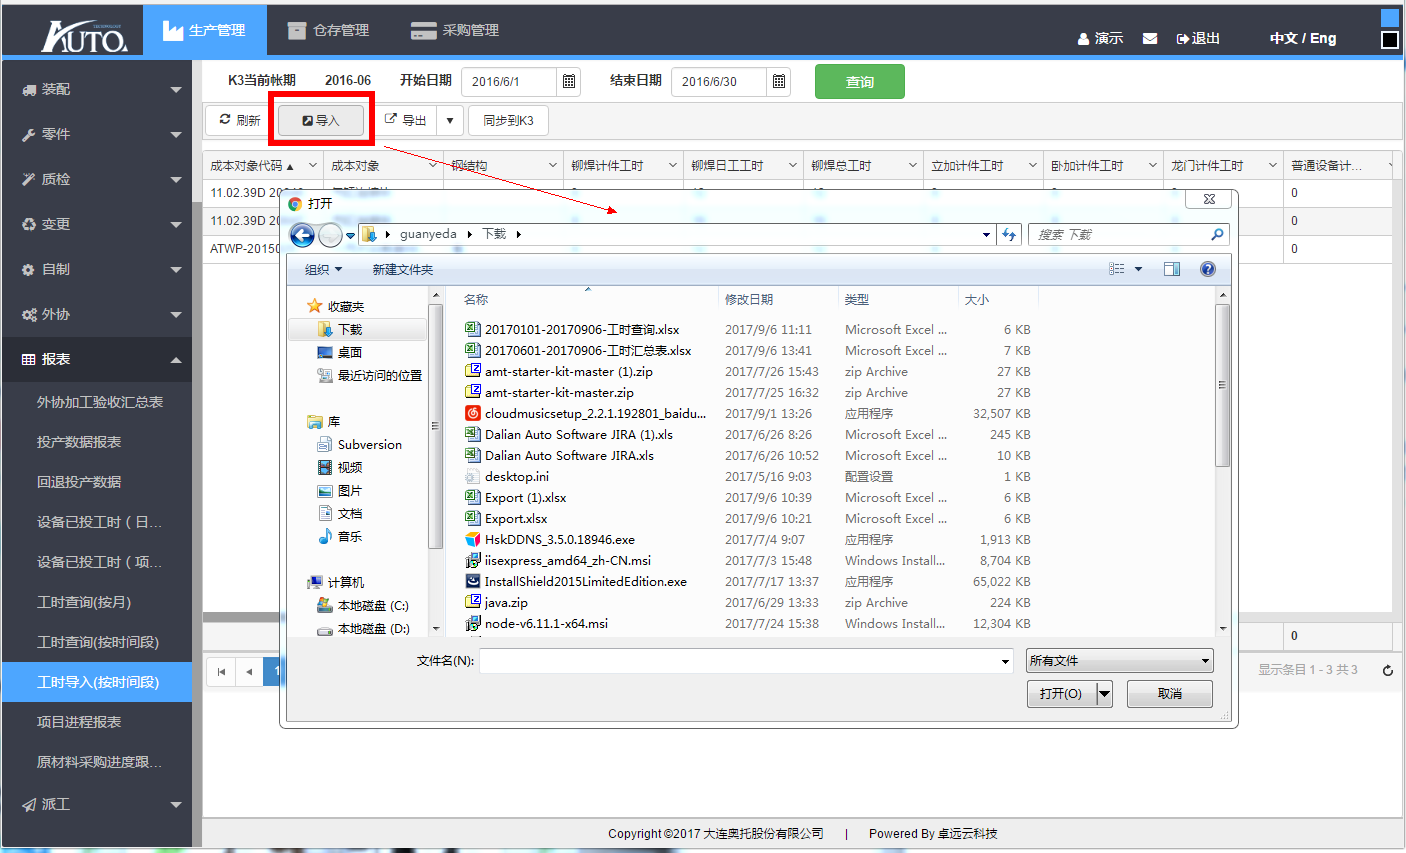 AUTO
生产管理
仓存管理
采购管理
演示
退出
中文 / Eng
装配
零件
质检
变更
自制
外协
报表
外协加工验收汇总表
投产数据报表
回退投产数据
设备已投工时（日...
设备已投工时（项...
工时查询(按月)
工时查询(按时间段)
工时导入(按时间段)
项目进程报表
原材料采购进度跟...
派工
K3当前帐期 2016-06 开始日期 2016/6/1 结束日期 2016/6/30 查询
刷新 导入 导出 同步到K3
成本对象代码 成本对象 钢结构 铆焊计件工时 铆焊日工工时 铆焊总工时 立加计件工时 卧加计件工时 龙门计件工时 普通设备计...
11.02.39D 0
11.02.39D 0
ATWP-2015 0
打开
guanyeda 下载 搜索 下载
组织 新建文件夹
收藏夹
下载
桌面
最近访问的位置
库
Subversion
视频
图片
文档
音乐
计算机
本地磁盘 (C:)
本地磁盘 (D:)
名称 修改日期 类型 大小
20170101-20170906-工时查询.xlsx 2017/9/6 11:11 Microsoft Excel ... 6 KB
20170601-20170906-工时汇总表.xlsx 2017/9/6 13:41 Microsoft Excel ... 7 KB
amt-starter-kit-master (1).zip 2017/7/26 15:43 zip Archive 27 KB
amt-starter-kit-master.zip 2017/7/25 16:32 zip Archive 27 KB
cloudmusicsetup_2.2.1.192801_baidu... 2017/9/1 13:26 应用程序 32,507 KB
Dalian Auto Software JIRA (1).xls 2017/6/26 8:26 Microsoft Excel ... 245 KB
Dalian Auto Software JIRA.xls 2017/6/26 10:52 Microsoft Excel ... 10 KB
desktop.ini 2017/5/16 9:03 配置设置 1 KB
Export (1).xlsx 2017/9/6 10:39 Microsoft Excel ... 6 KB
Export.xlsx 2017/9/6 10:21 Microsoft Excel ... 6 KB
HskDDNS_3.5.0.18946.exe 2017/7/4 9:07 应用程序 1,913 KB
iisexpress_amd64_zh-CN.msi 2017/7/3 15:48 Windows Install... 8,704 KB
InstallShield2015LimitedEdition.exe 2017/7/17 13:37 应用程序 65,022 KB
java.zip 2017/6/29 13:33 zip Archive 224 KB
node-v6.11.1-x64.msi 2017/7/24 15:38 Windows Install... 12,304 KB
文件名(N): 所有文件
打开(O) 取消
0
1
显示条目 1 - 3 共 3
Copyright ©2017 大连奥托股份有限公司 | Powered By 卓远云科技